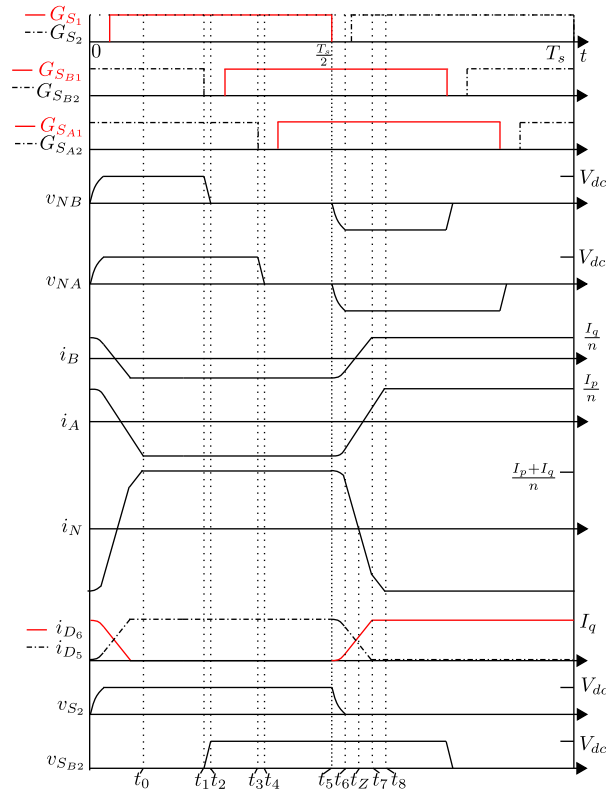 G_{S_1}
G_{S_2}
0 T_s/2 T_s t
G_{S_{B1}}
G_{S_{B2}}
G_{S_{A1}}
G_{S_{A2}}
V_{dc}
v_{NB}
V_{dc}
v_{NA}
I_q/n
i_B
I_p/n
i_A
I_p+I_q/n
i_N
i_{D_6} I_q
i_{D_5}
V_{dc}
v_{S_2}
V_{dc}
v_{S_{B2}}
t_0 t_1 t_2 t_3 t_4 t_5 t_6 t_Z t_7 t_8